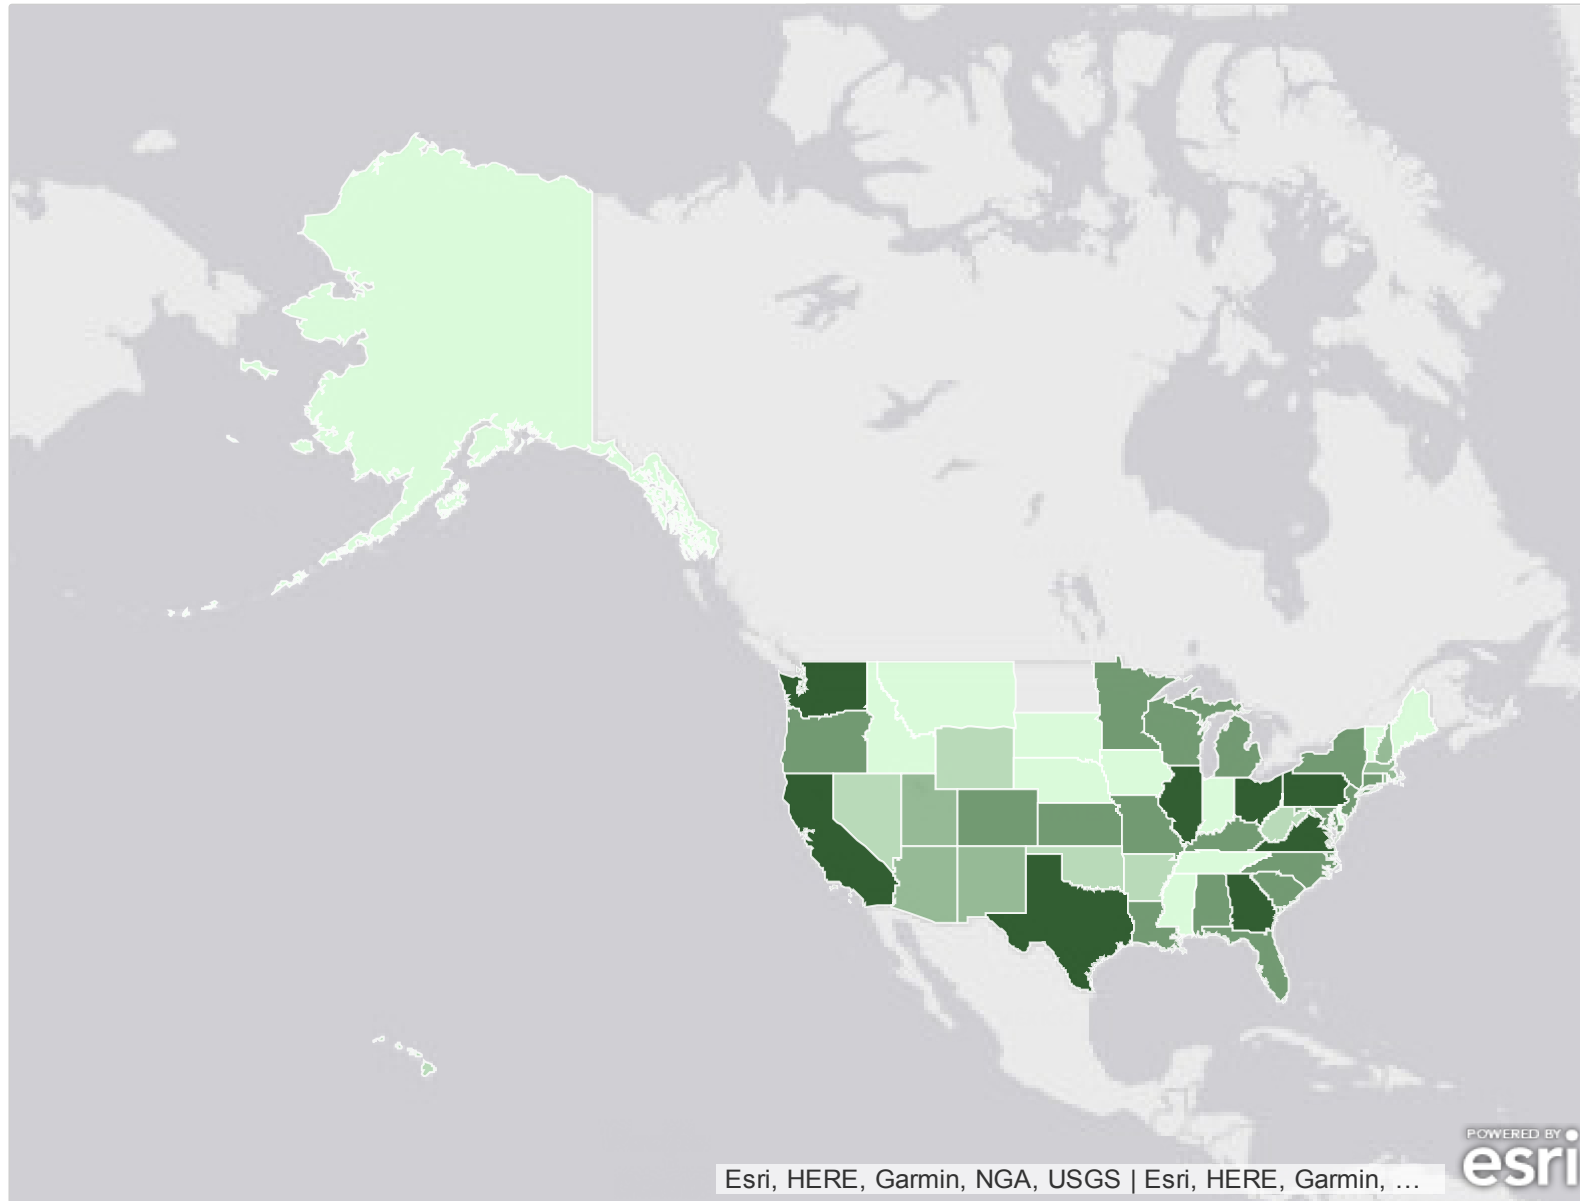 POWERED BY
esri
Esri, HERE, Garmin, NGA, USGS | Esri, HERE, Garmin, ...